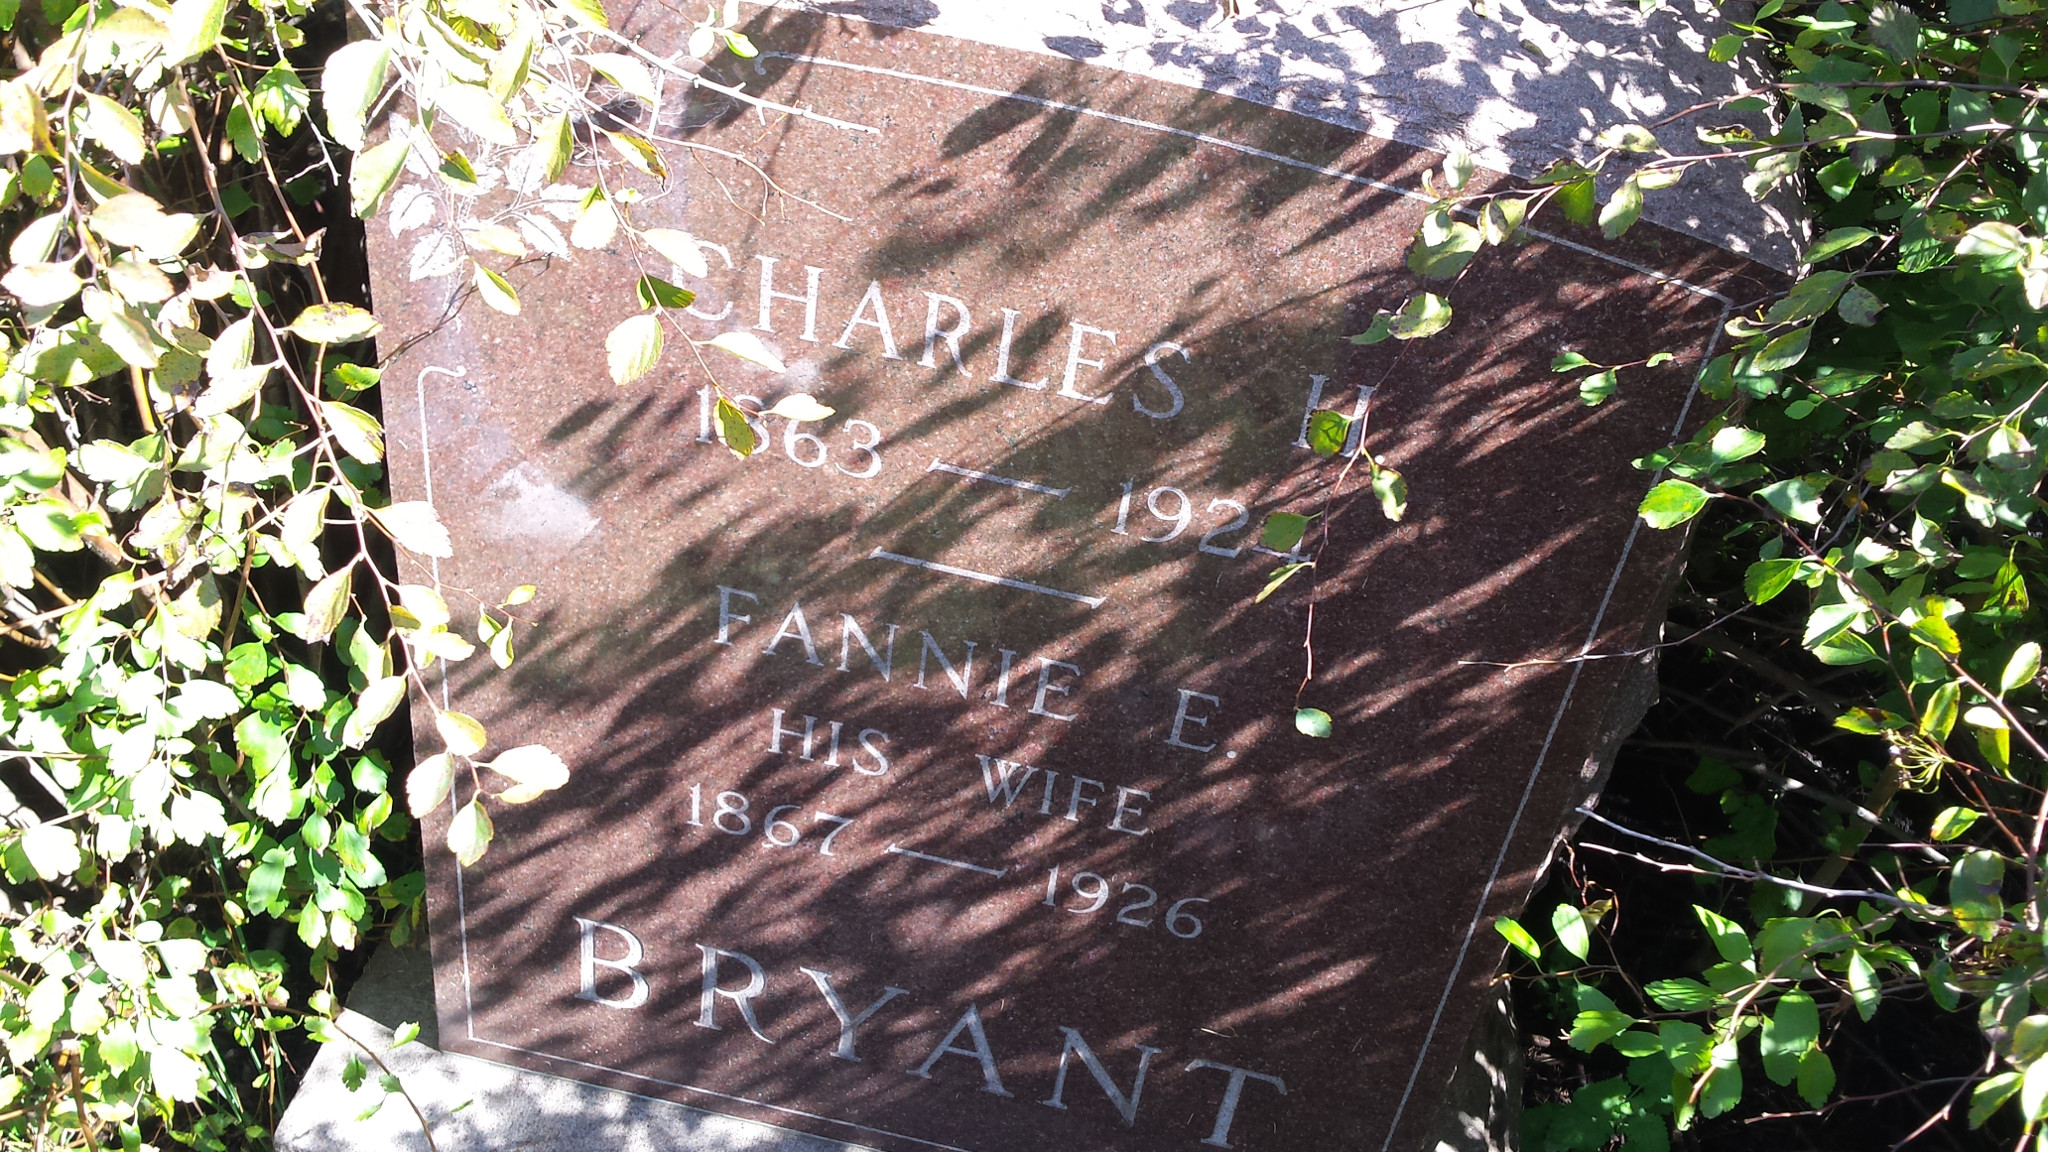 CHARLES H
1863 — 1924
FANNIE E.
HIS WIFE
1867 — 1926
BRYANT